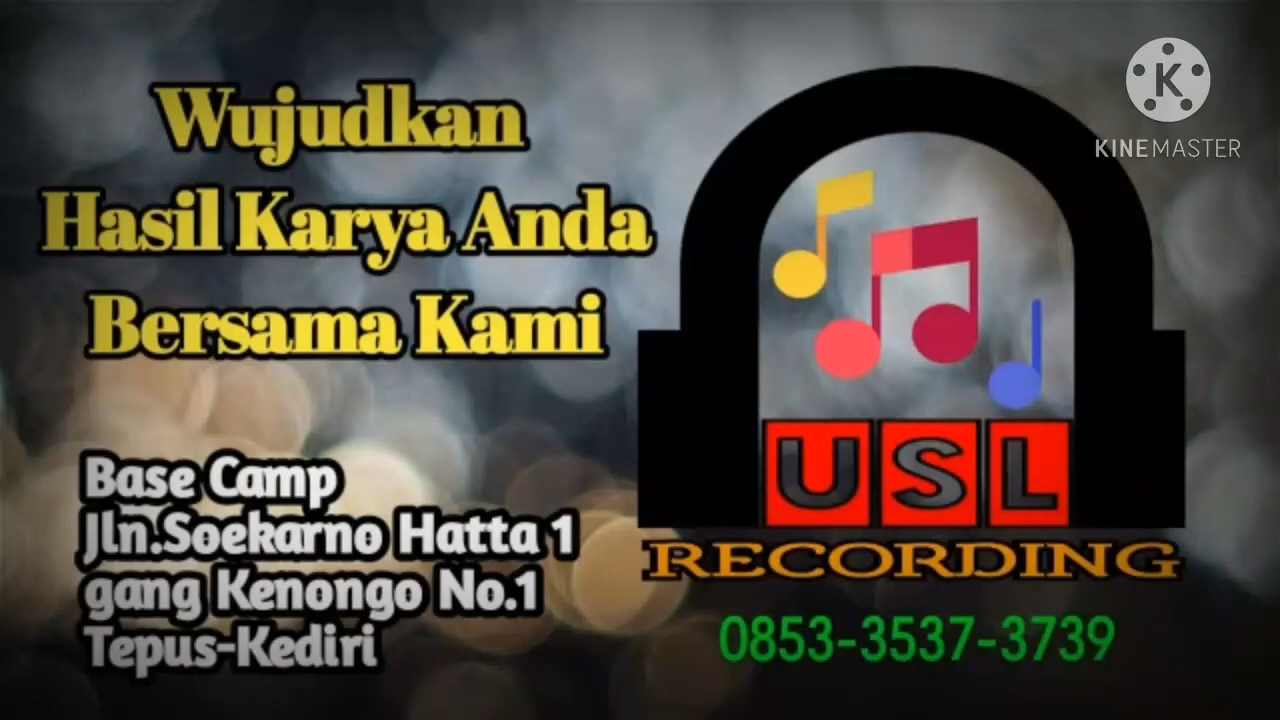 Wujudkan
Hasil Karya Anda
Bersama Kami
Base Camp
Jln.Soekarno Hatta 1
gang Kenongo No.1
Tepus-Kediri
K
KINEMASTER
USL
RECORDING
0853-3537-3739